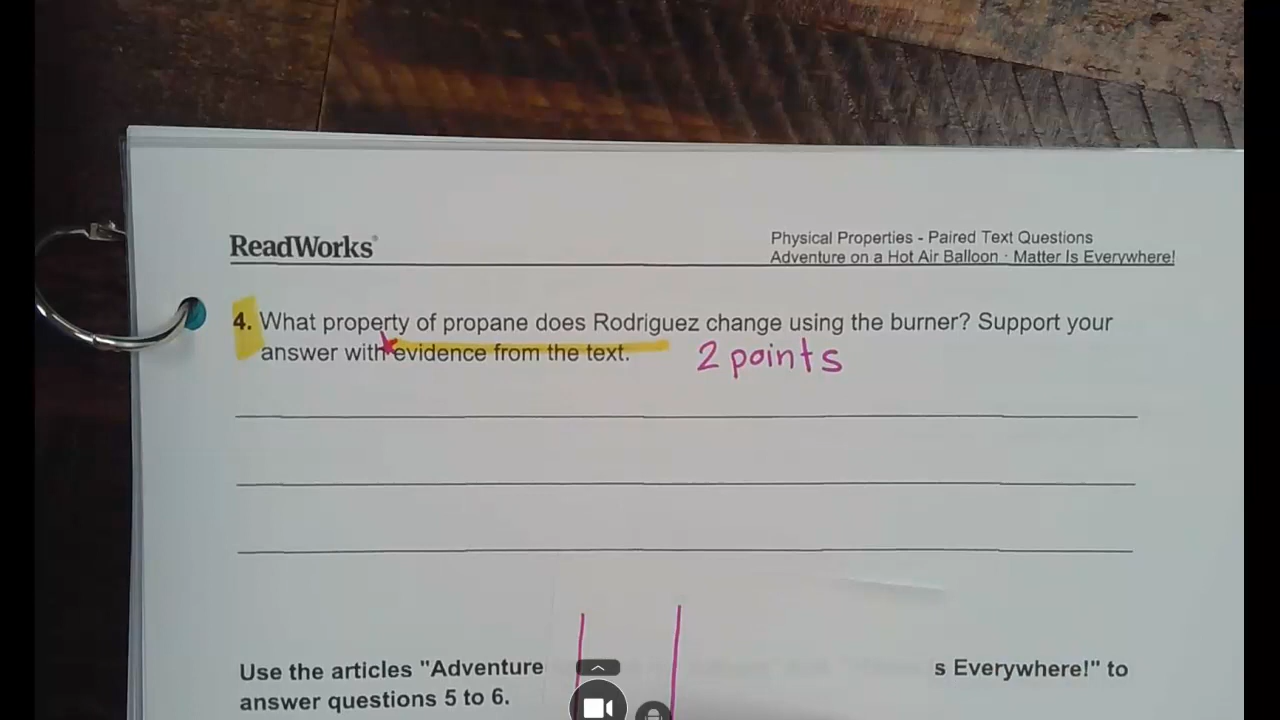 ReadWorks®
Physical Properties - Paired Text Questions
Adventure on a Hot Air Balloon · Matter Is Everywhere!
4. What property of propane does Rodriguez change using the burner? Support your
answer with evidence from the text.
2 points
Use the articles "Adventure s Everywhere!" to
answer questions 5 to 6.